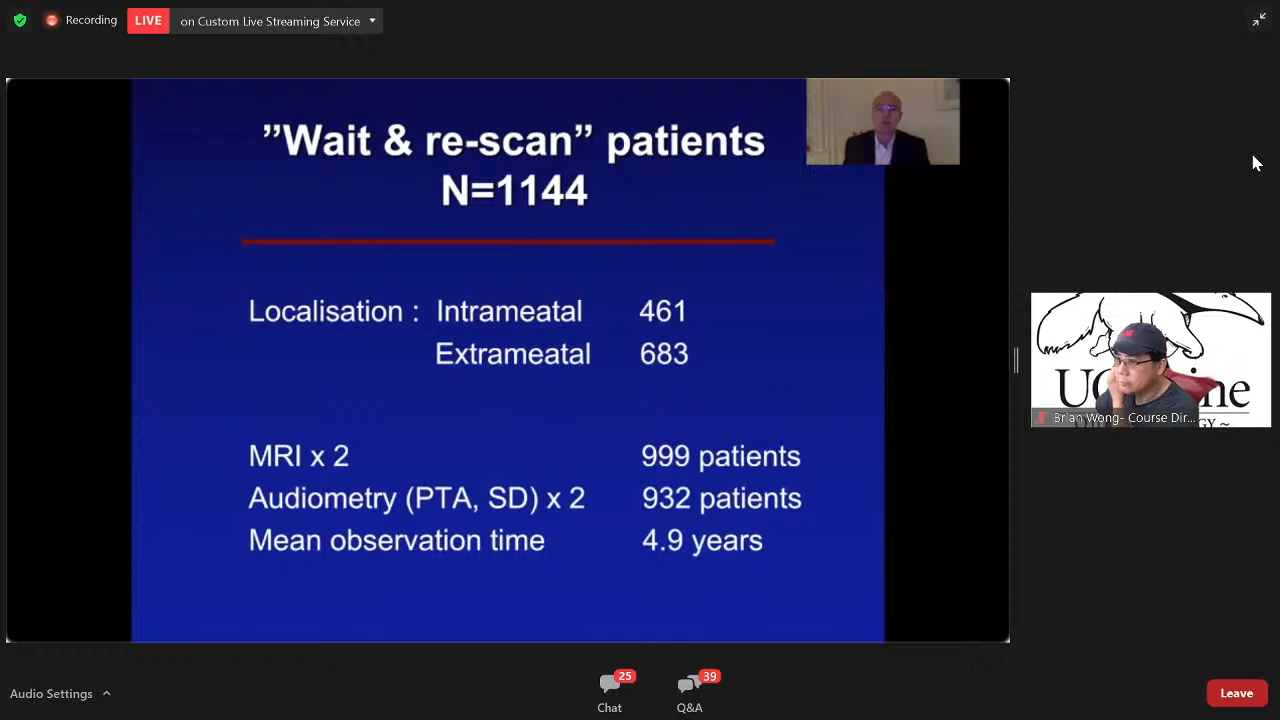 Recording
LIVE
on Custom Live Streaming Service
”Wait & re-scan” patients
N=1144
Localisation : Intrameatal 461
Extrameatal 683
MRI x 2 999 patients
Audiometry (PTA, SD) x 2 932 patients
Mean observation time 4.9 years
Brian Wong- Course Dir...
Audio Settings
25
Chat
39
Q&A
Leave